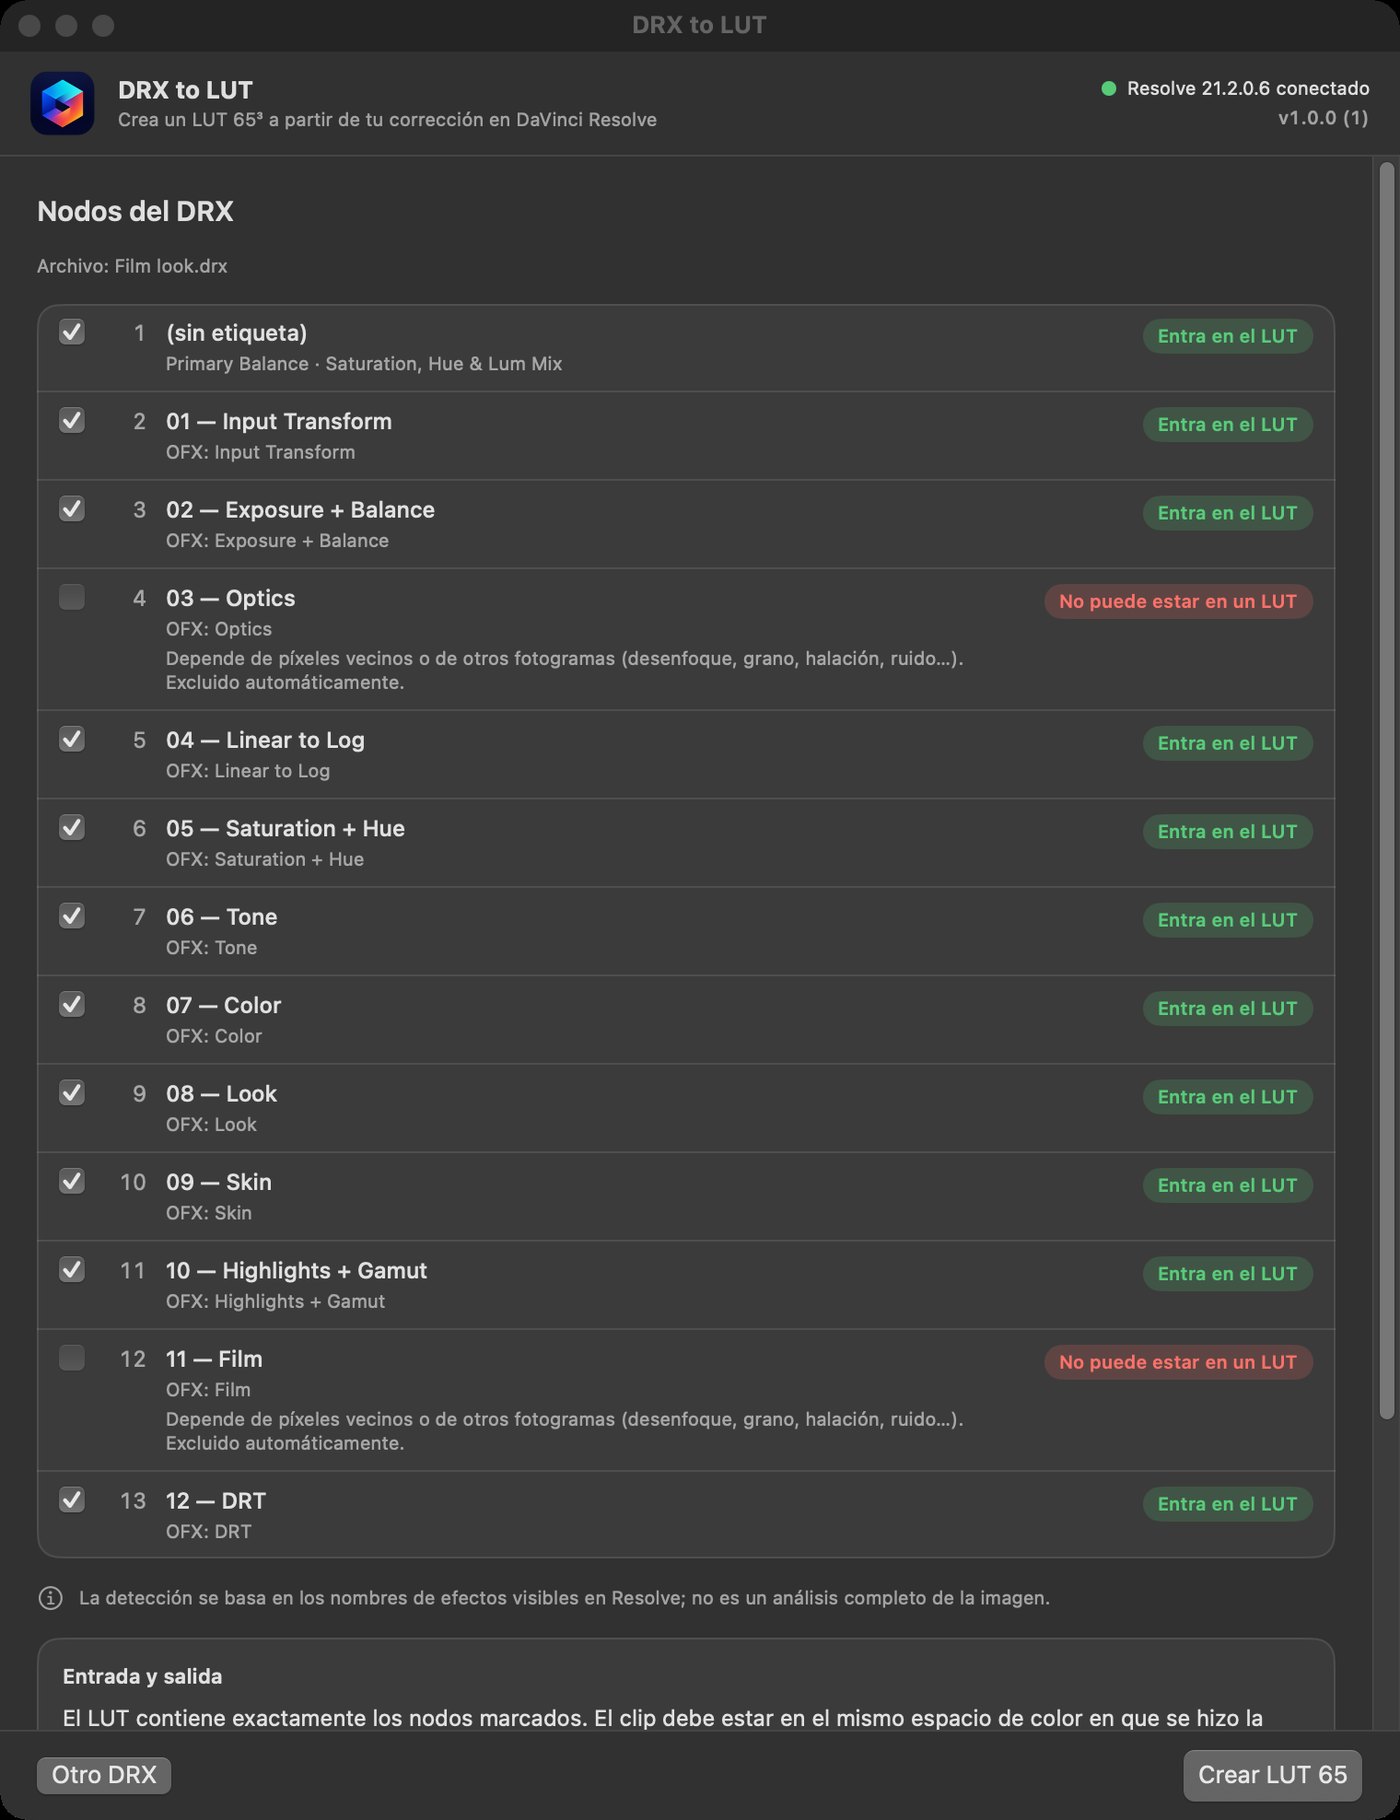 DRX to LUT
DRX to LUT
Crea un LUT 65³ a partir de tu corrección en DaVinci Resolve
Resolve 21.2.0.6 conectado
v1.0.0 (1)
Nodos del DRX
Archivo: Film look.drx
1 (sin etiqueta) Entra en el LUT
Primary Balance · Saturation, Hue & Lum Mix
2 01 — Input Transform Entra en el LUT
OFX: Input Transform
3 02 — Exposure + Balance Entra en el LUT
OFX: Exposure + Balance
4 03 — Optics No puede estar en un LUT
OFX: Optics
Depende de píxeles vecinos o de otros fotogramas (desenfoque, grano, halación, ruido…).
Excluido automáticamente.
5 04 — Linear to Log Entra en el LUT
OFX: Linear to Log
6 05 — Saturation + Hue Entra en el LUT
OFX: Saturation + Hue
7 06 — Tone Entra en el LUT
OFX: Tone
8 07 — Color Entra en el LUT
OFX: Color
9 08 — Look Entra en el LUT
OFX: Look
10 09 — Skin Entra en el LUT
OFX: Skin
11 10 — Highlights + Gamut Entra en el LUT
OFX: Highlights + Gamut
12 11 — Film No puede estar en un LUT
OFX: Film
Depende de píxeles vecinos o de otros fotogramas (desenfoque, grano, halación, ruido…).
Excluido automáticamente.
13 12 — DRT Entra en el LUT
OFX: DRT
La detección se basa en los nombres de efectos visibles en Resolve; no es un análisis completo de la imagen.
Entrada y salida
El LUT contiene exactamente los nodos marcados. El clip debe estar en el mismo espacio de color en que se hizo la
Otro DRX
Crear LUT 65